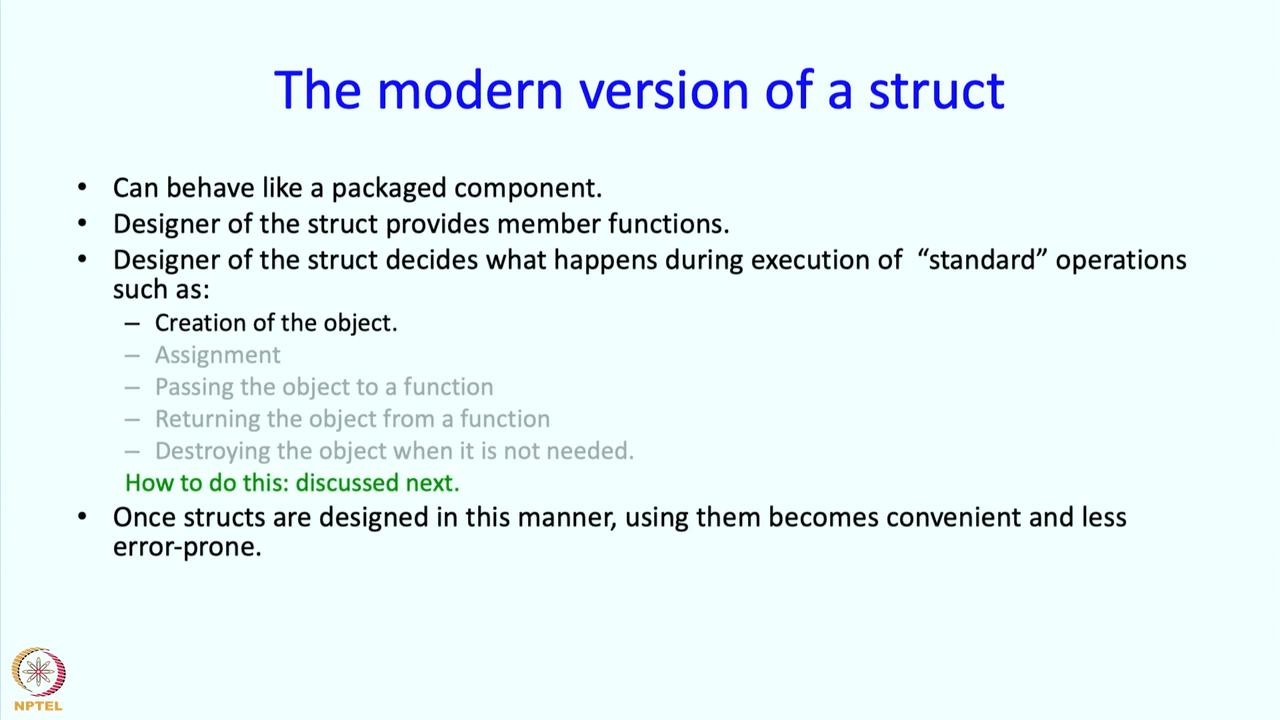 The modern version of a struct
• Can behave like a packaged component.
• Designer of the struct provides member functions.
• Designer of the struct decides what happens during execution of “standard” operations
such as:
– Creation of the object.
– Assignment
– Passing the object to a function
– Returning the object from a function
– Destroying the object when it is not needed.
How to do this: discussed next.
• Once structs are designed in this manner, using them becomes convenient and less
error-prone.
NPTEL